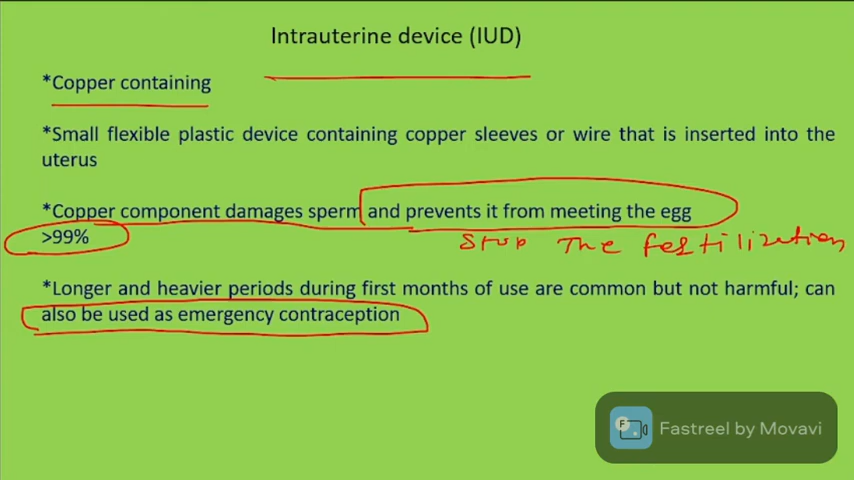 Intrauterine device (IUD)
*Copper containing
*Small flexible plastic device containing copper sleeves or wire that is inserted into the
uterus
*Copper component damages sperm and prevents it from meeting the egg
>99%
Stop The fertilization
*Longer and heavier periods during first months of use are common but not harmful; can
also be used as emergency contraception
Fastreel by Movavi